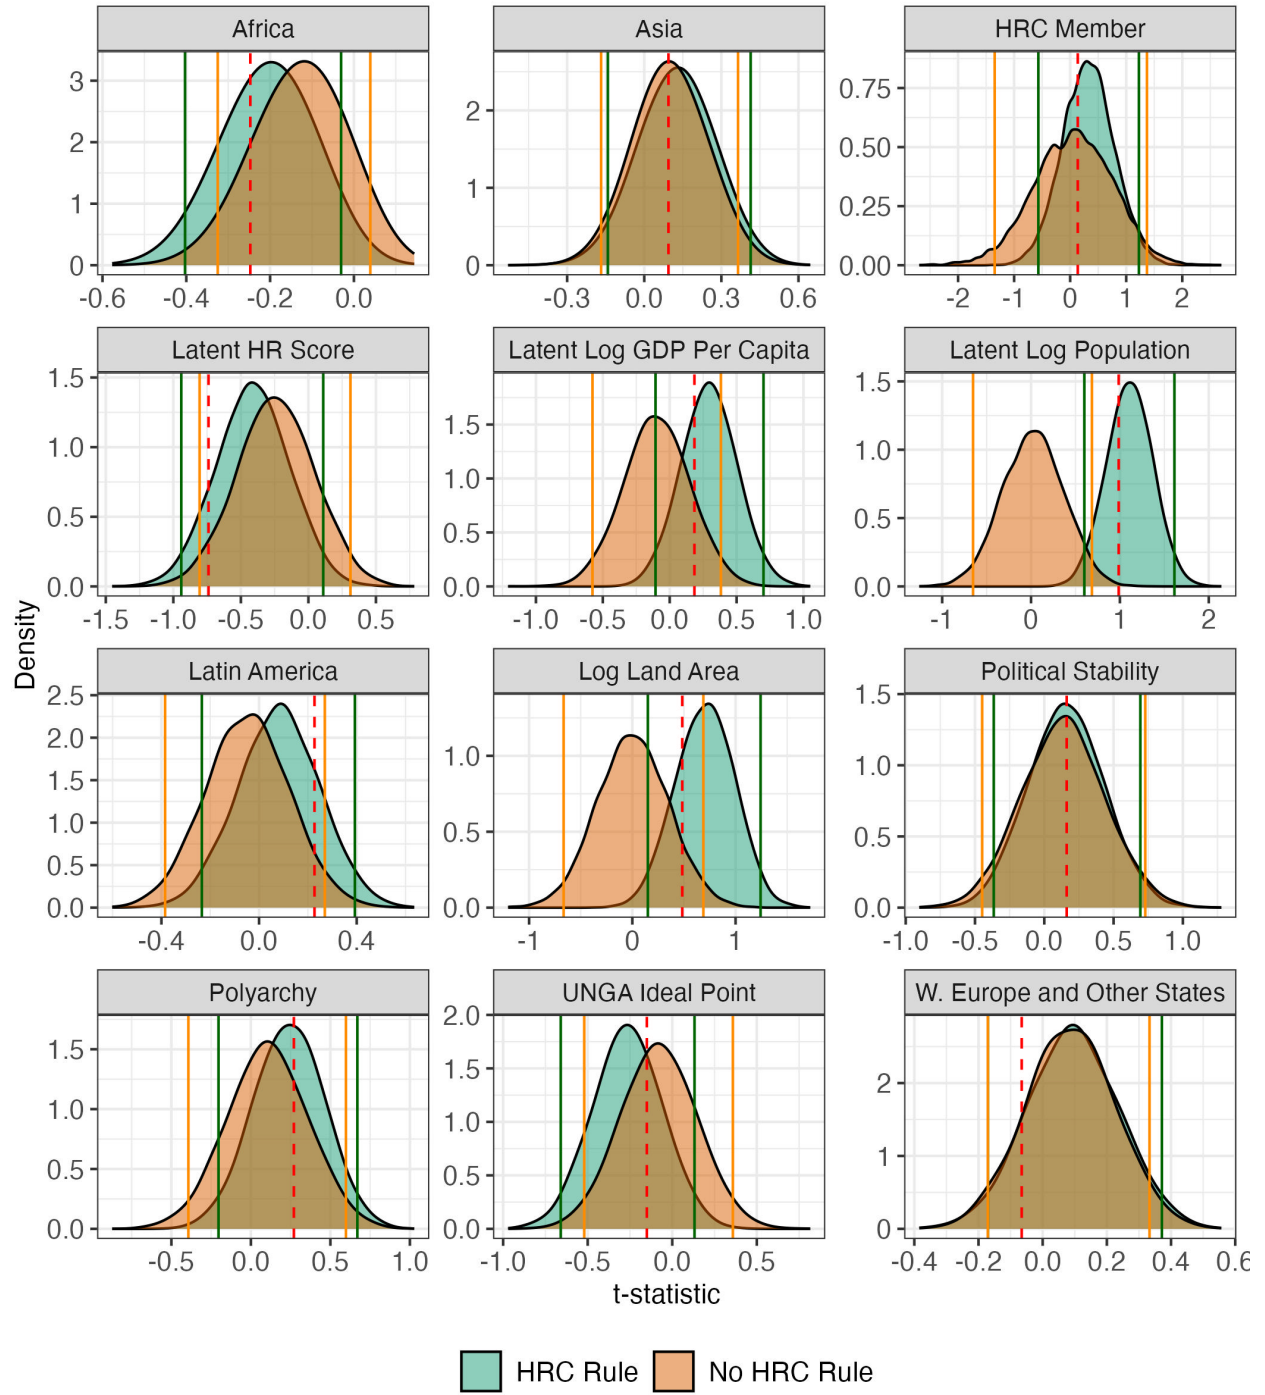 Africa
Asia
HRC Member
3
2
1
0
-0.6 -0.4 -0.2 0.0
2
1
0
-0.3 0.0 0.3 0.6
0.75
0.50
0.25
0.00
-2 -1 0 1 2
Latent HR Score
Latent Log GDP Per Capita
Latent Log Population
1.5
1.0
0.5
0.0
-1.5 -1.0 -0.5 0.0 0.5
1.5
1.0
0.5
0.0
-1.0 -0.5 0.0 0.5 1.0
1.5
1.0
0.5
0.0
-1 0 1 2
Density
Latin America
Log Land Area
Political Stability
2.5
2.0
1.5
1.0
0.5
0.0
-0.4 0.0 0.4
1.0
0.5
0.0
-1 0 1
1.5
1.0
0.5
0.0
-1.0 -0.5 0.0 0.5 1.0
Polyarchy
UNGA Ideal Point
W. Europe and Other States
1.5
1.0
0.5
0.0
-0.5 0.0 0.5 1.0
2.0
1.5
1.0
0.5
0.0
-1.0 -0.5 0.0 0.5
2
1
0
-0.4 -0.2 0.0 0.2 0.4 0.6
t-statistic
HRC Rule No HRC Rule